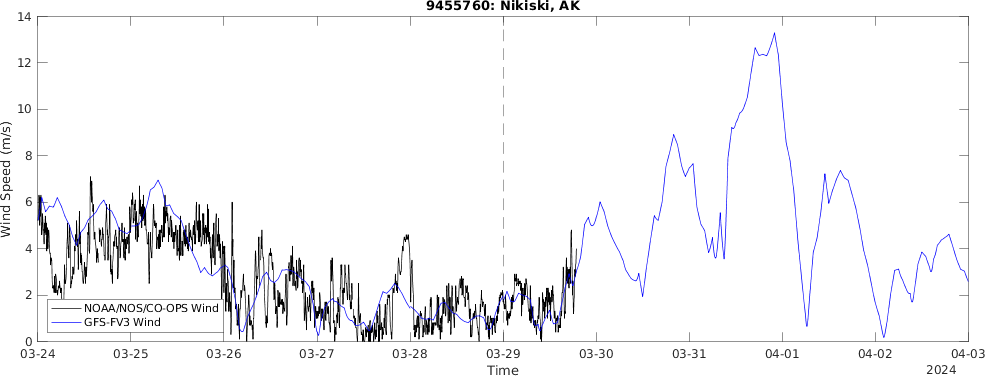 9455760: Nikiski, AK
14
12
10
8
6
4
2
0
Wind Speed (m/s)
NOAA/NOS/CO-OPS Wind
GFS-FV3 Wind
03-24 03-25 03-26 03-27 03-28 03-29 03-30 03-31 04-01 04-02 04-03
Time
2024